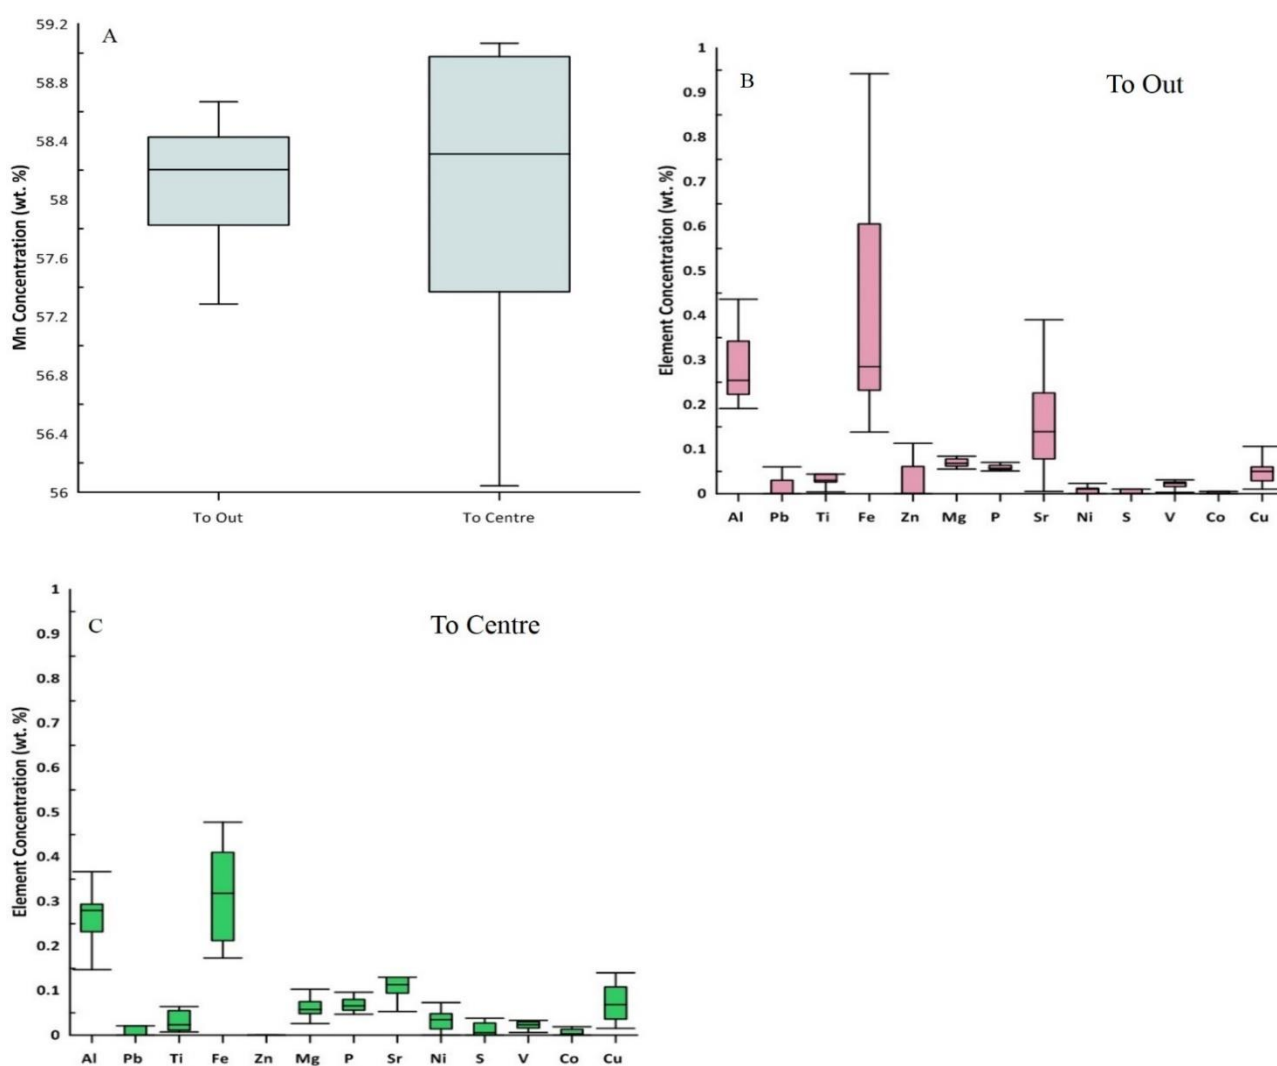 A
59.2
58.8
58.4
58
57.6
57.2
56.8
56.4
56
Mn Concentration (wt. %)
To Out To Centre
B
To Out
1
0.9
0.8
0.7
0.6
0.5
0.4
0.3
0.2
0.1
0
Element Concentration (wt. %)
Al Pb Ti Fe Zn Mg P Sr Ni S V Co Cu
C
To Centre
1
0.9
0.8
0.7
0.6
0.5
0.4
0.3
0.2
0.1
0
Element Concentration (wt. %)
Al Pb Ti Fe Zn Mg P Sr Ni S V Co Cu